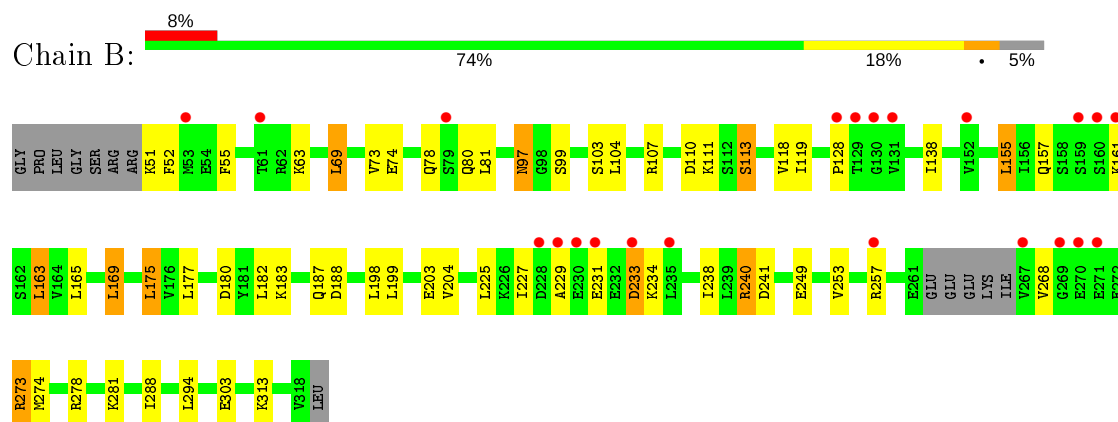 8%
Chain B:
74% 18% • 5%
GLY PRO LEU GLY SER ARG ARG K51 F52 M53 E54 F55 T61 R62 K63 L69 V73 E74 Q78 S79 Q80 L81 N97 G98 S99 S103 L104 R107 D110 K111 S112 S113 V118 I119 P128 T129 G130 V131 I138 V152 L155 I156 Q157 S158 S159 S160 K161
S162 L163 V164 L165 L169 L175 V176 L177 D180 Y181 L182 K183 Q187 D188 L198 L199 E203 V204 L225 K226 I227 D228 A229 E230 E231 E232 D233 K234 L235 I238 L239 R240 D241 E249 V253 R257 E261 GLU GLU GLU LYS ILE V267 V268 G269 E270 E271 E272
R273 M274 R278 K281 I288 L294 E303 K313 V318 LEU